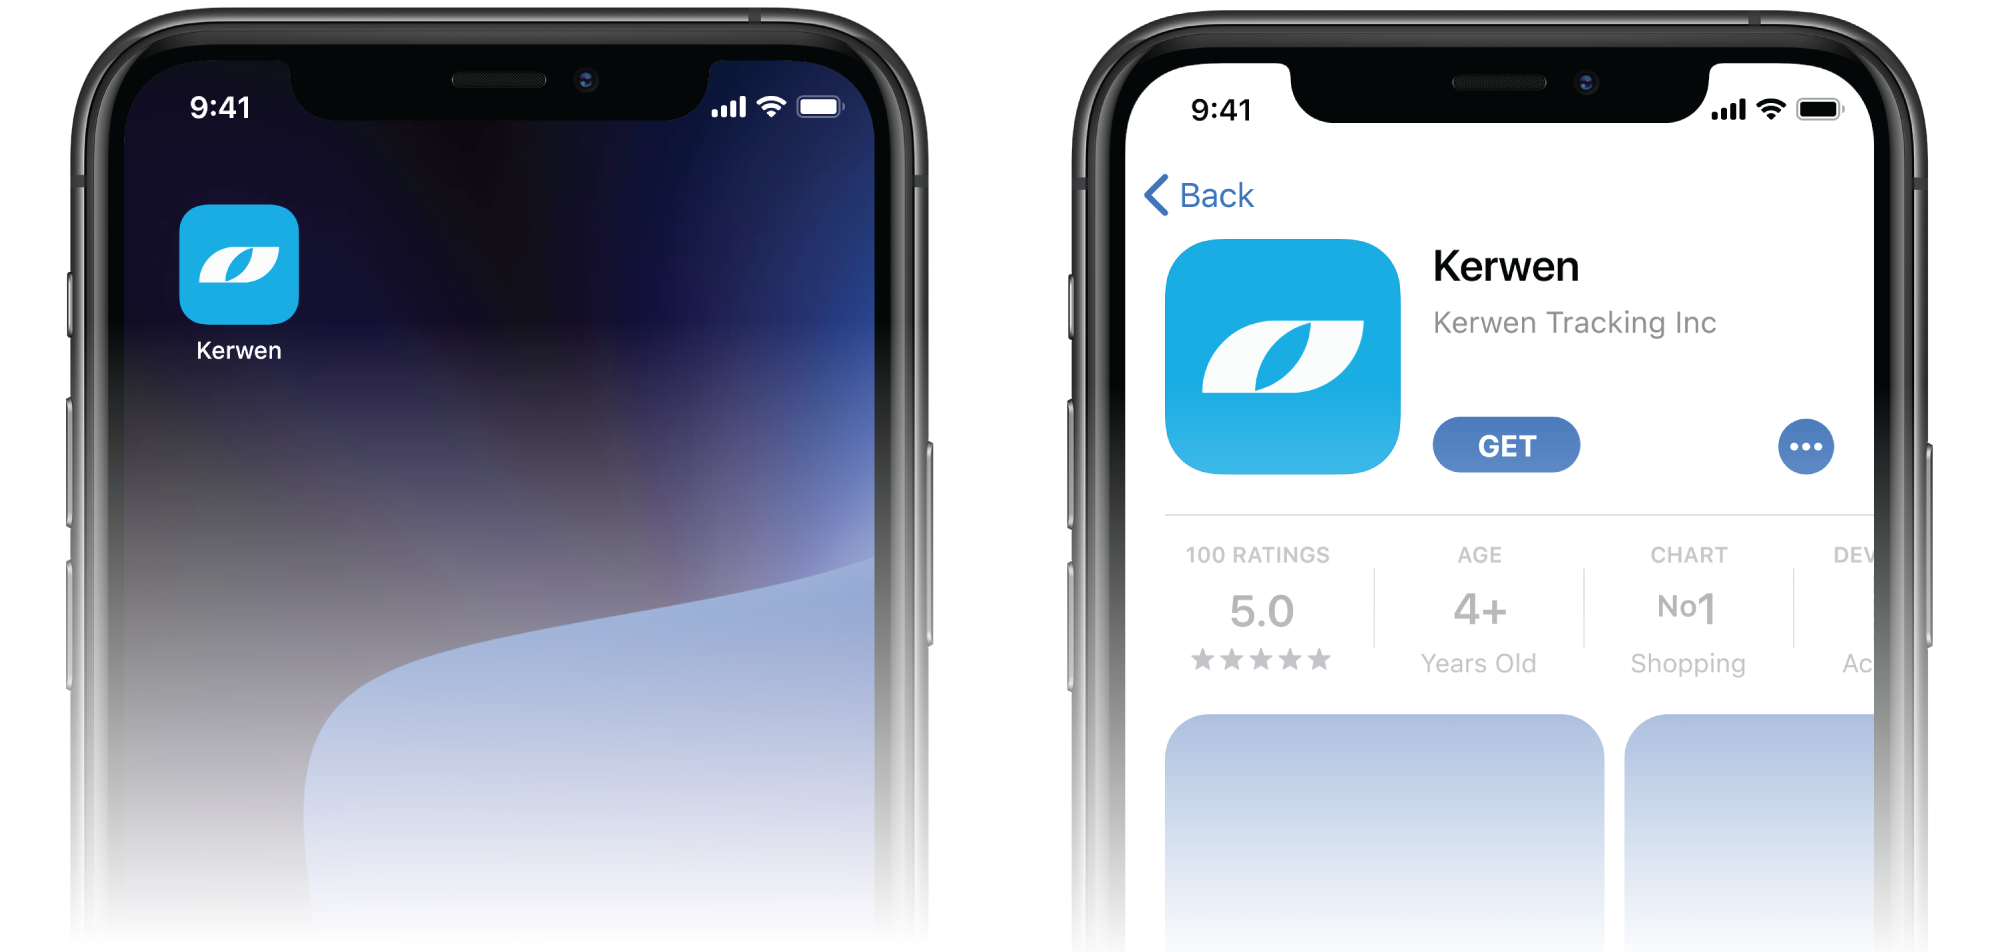 9:41
Kerwen
9:41
Back
Kerwen
Kerwen Tracking Inc
GET
100 RATINGS
5.0
AGE
4+
Years Old
CHART
No1
Shopping
DEV
Ac